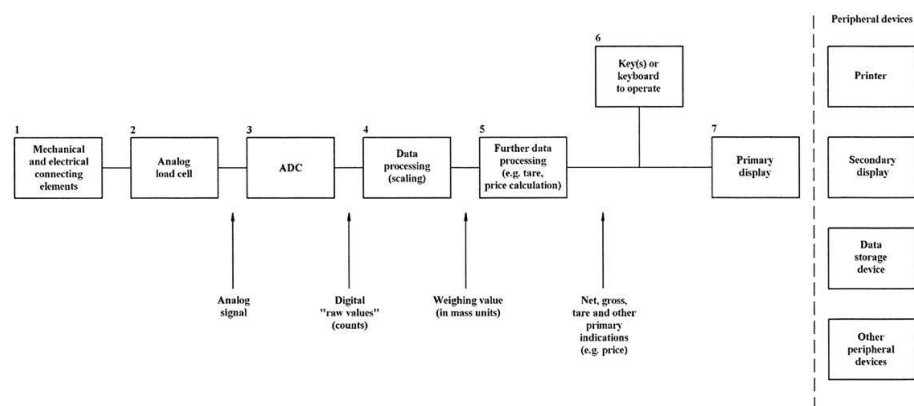 Peripheral devices
6
Key(s) or
keyboard
to operate
Printer
1
Mechanical
and electrical
connecting
elements
2
Analog
load cell
3
ADC
4
Data
processing
(scaling)
5
Further data
processing
(e.g. tare,
price calculation)
7
Primary
display
Secondary
display
Analog
signal
Digital
"raw values"
(counts)
Weighing value
(in mass units)
Net, gross,
tare and other
primary
indications
(e.g. price)
Data
storage
device
Other
peripheral
devices